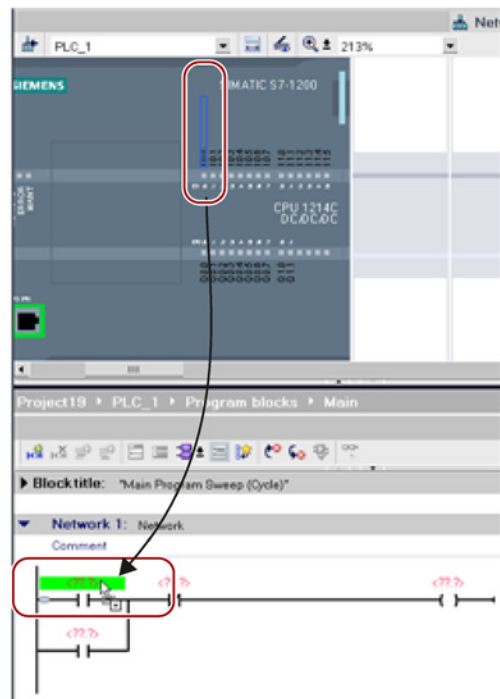 Net
PLC_1
213%
SIEMENS
SIMATIC S7-1200
CPU 1214C
DC/DC/DC
Project19 ▸ PLC_1 ▸ Program blocks ▸ Main
Block title: "Main Program Sweep (Cycle)"
Network 1: Network
Comment
<??.?> <??.?> <??.?>
<??.?>